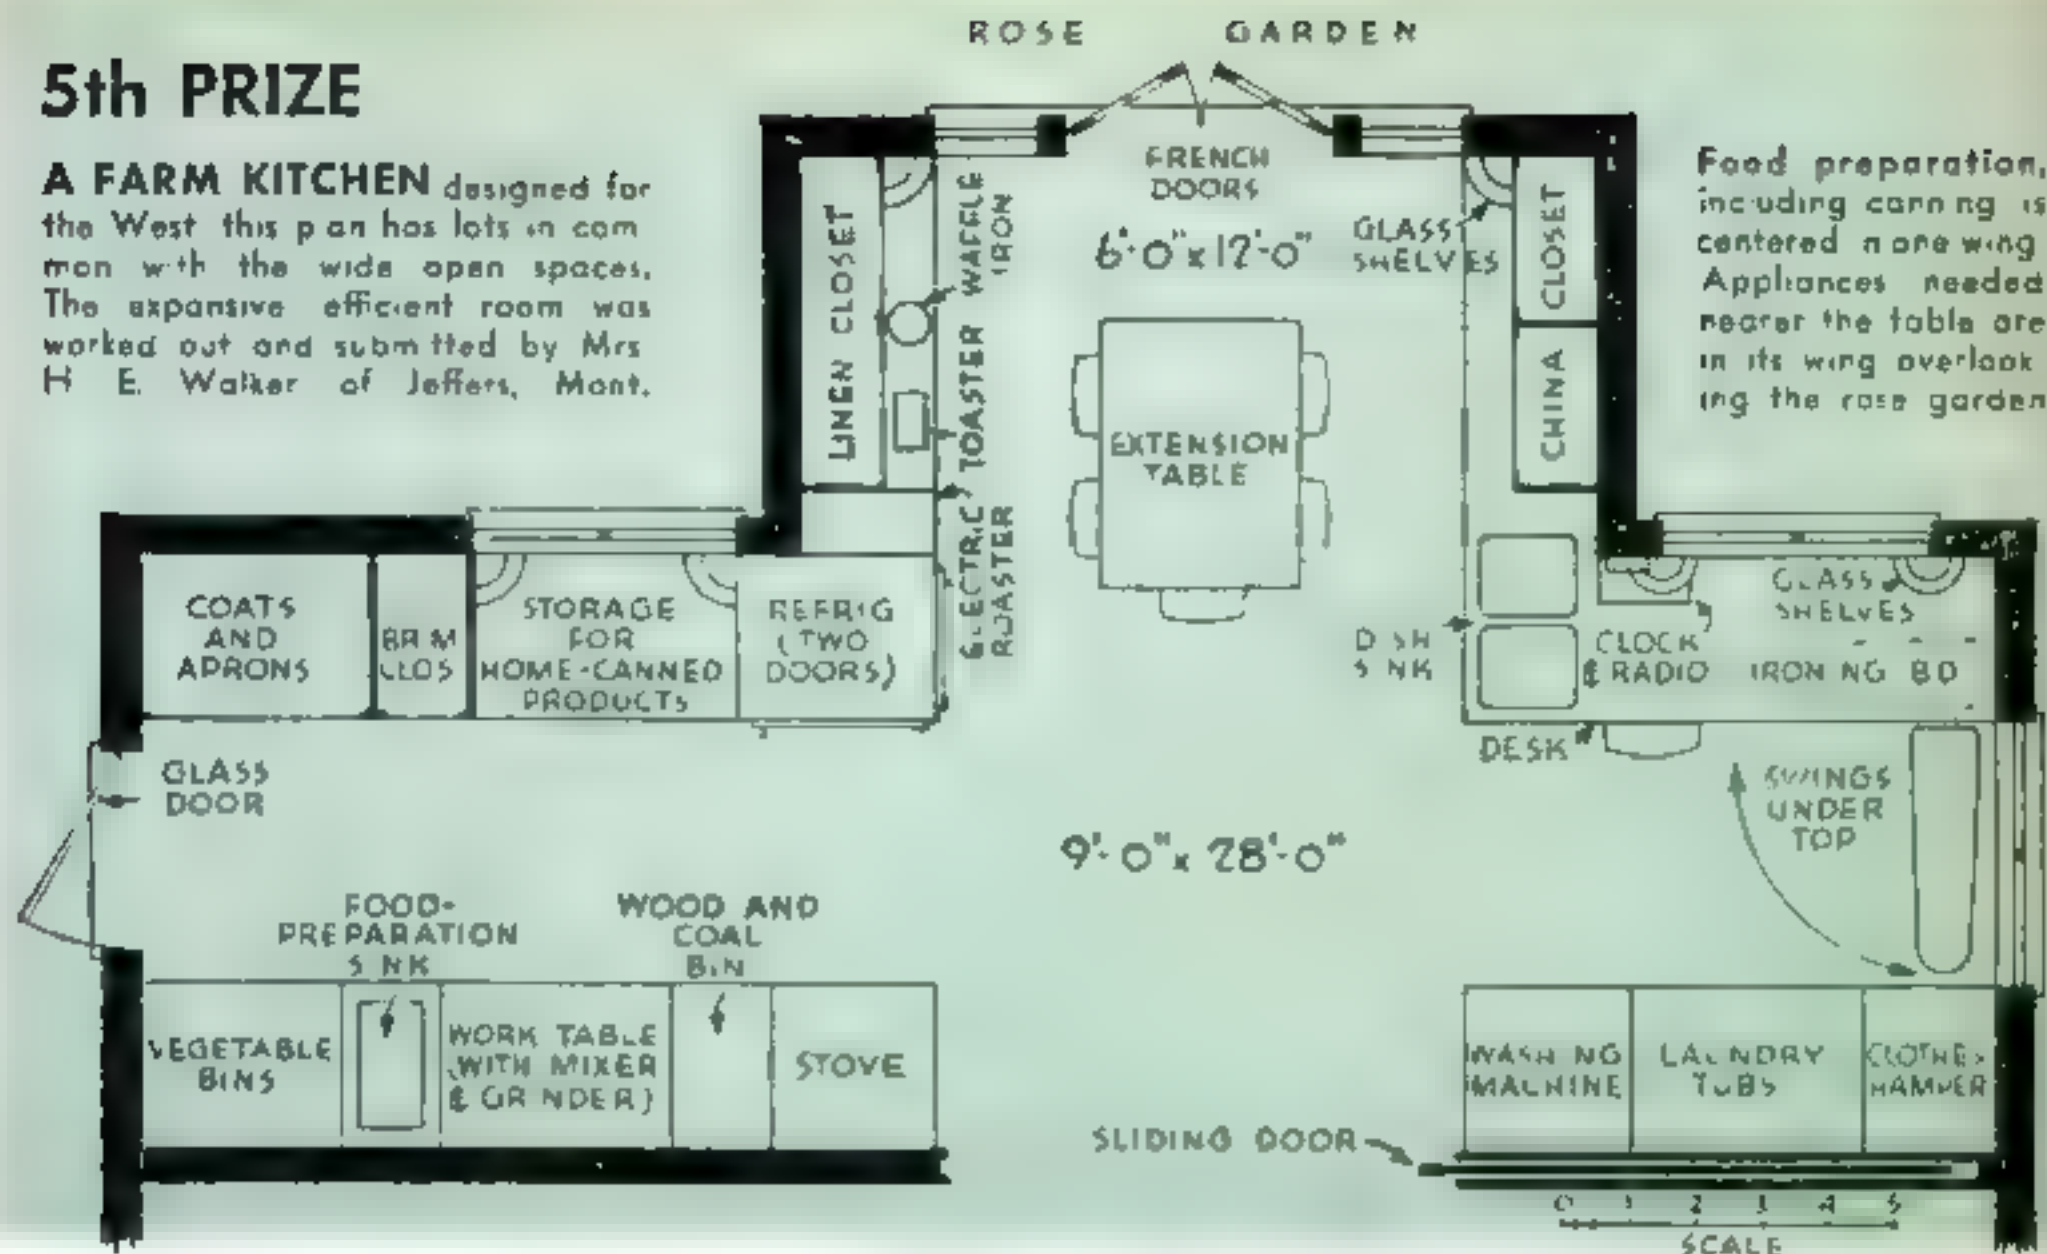 ROSE GARDEN
5th PRIZE
A FARM KITCHEN designed for
the West this plan has lots in com
mon with the wide open spaces.
The expansive efficient room was
worked out and submitted by Mrs
H E. Walker of Jeffers, Mont.
Food preparation,
including canning is
centered in one wing
Appliances needed
nearer the table are
in its wing overlook
ing the rose garden
FRENCH
DOORS
6'-0" x 12'-0"
GLASS
SHELVES
LINEN CLOSET
WAFFLE
IRON
TOASTER
ELECTRIC
ROASTER
CHINA CLOSET
EXTENSION
TABLE
COATS
AND
APRONS
CLOS
STORAGE
FOR
HOME-CANNED
PRODUCTS
REFRIG
(TWO
DOORS)
DISH
SINK
CLOCK
& RADIO
GLASS
SHELVES
IRONING BD
DESK
GLASS
DOOR
SWINGS
UNDER
TOP
9'-0" x 28'-0"
FOOD-
PREPARATION
SINK
WOOD AND
COAL
BIN
VEGETABLE
BINS
WORK TABLE
(WITH MIXER
& GRINDER)
STOVE
WASHING
MACHINE
LAUNDRY
TUBS
CLOTHES
HAMPER
SLIDING DOOR
0 1 2 3 4 5
SCALE